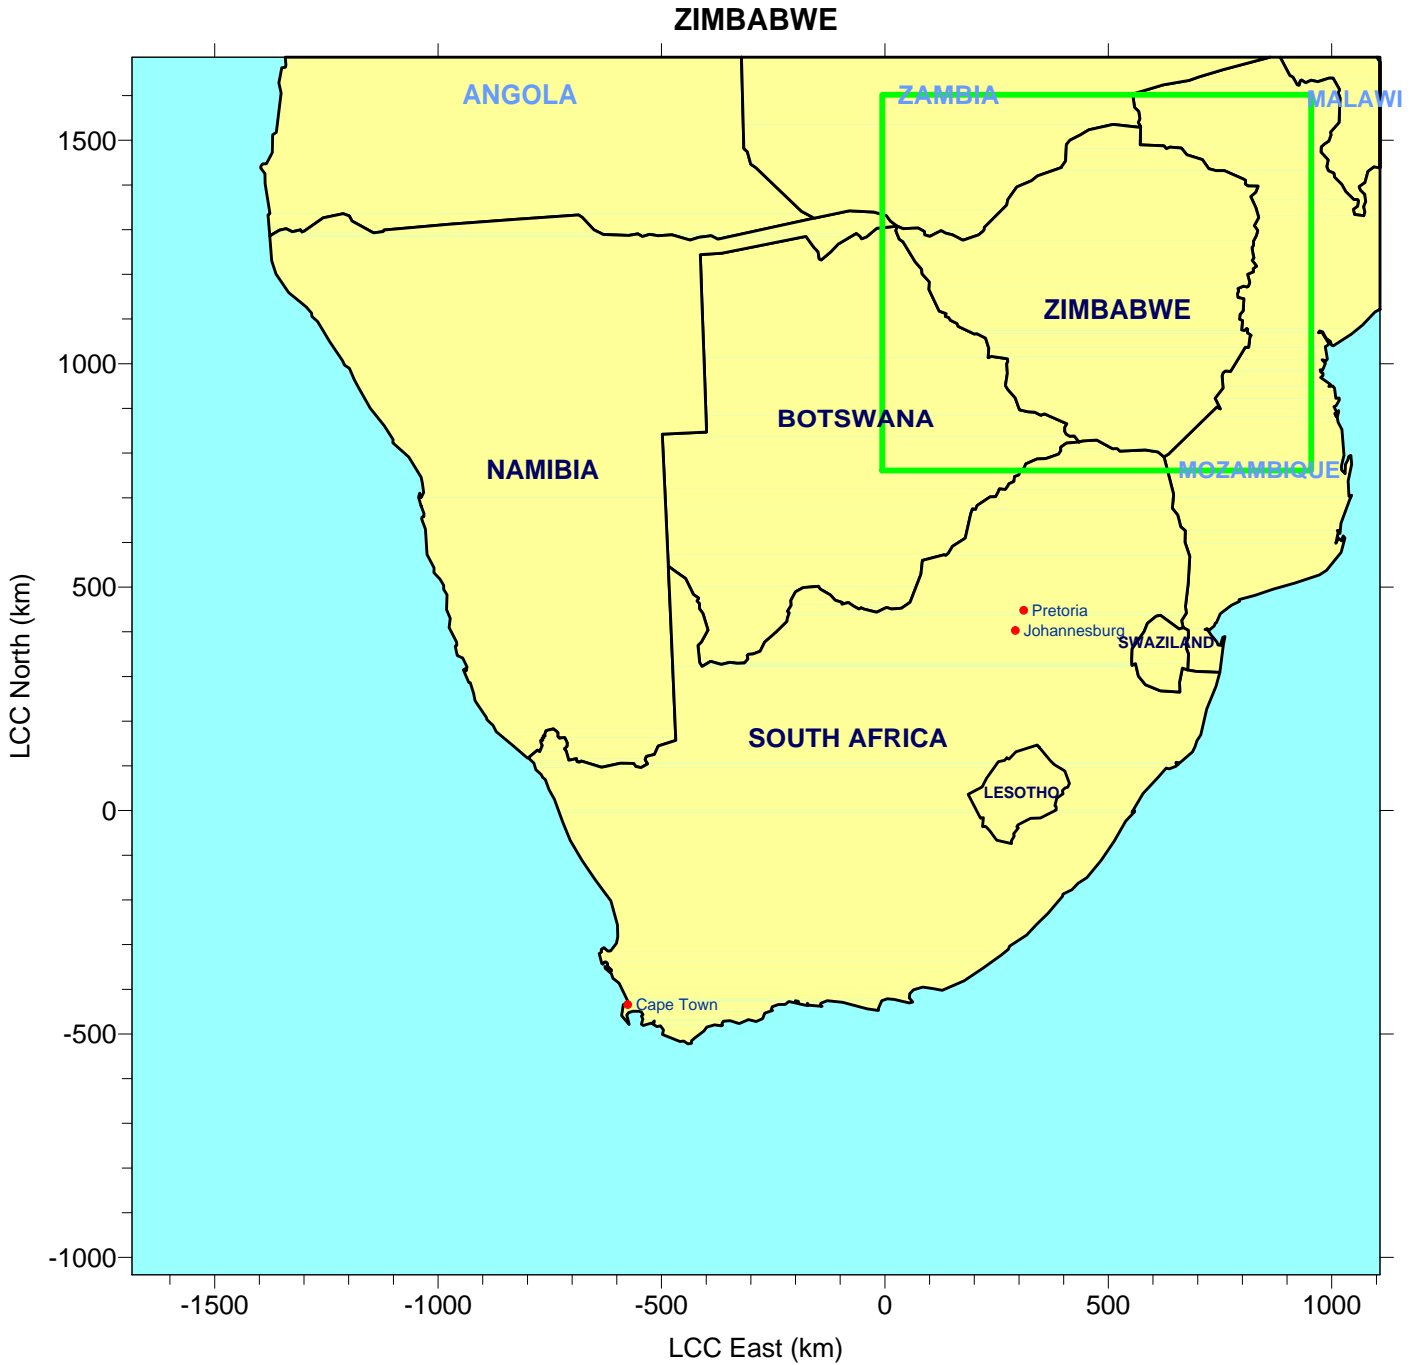 ZIMBABWE
ANGOLA
ZAMBIA
MALAWI
1500
ZIMBABWE
1000
BOTSWANA
NAMIBIA
MOZAMBIQUE
500
Pretoria
Johannesburg
SWAZILAND
LCC North (km)
SOUTH AFRICA
LESOTHO
0
Cape Town
-500
-1000
-1500
-1000
-500
0
500
1000
LCC East (km)